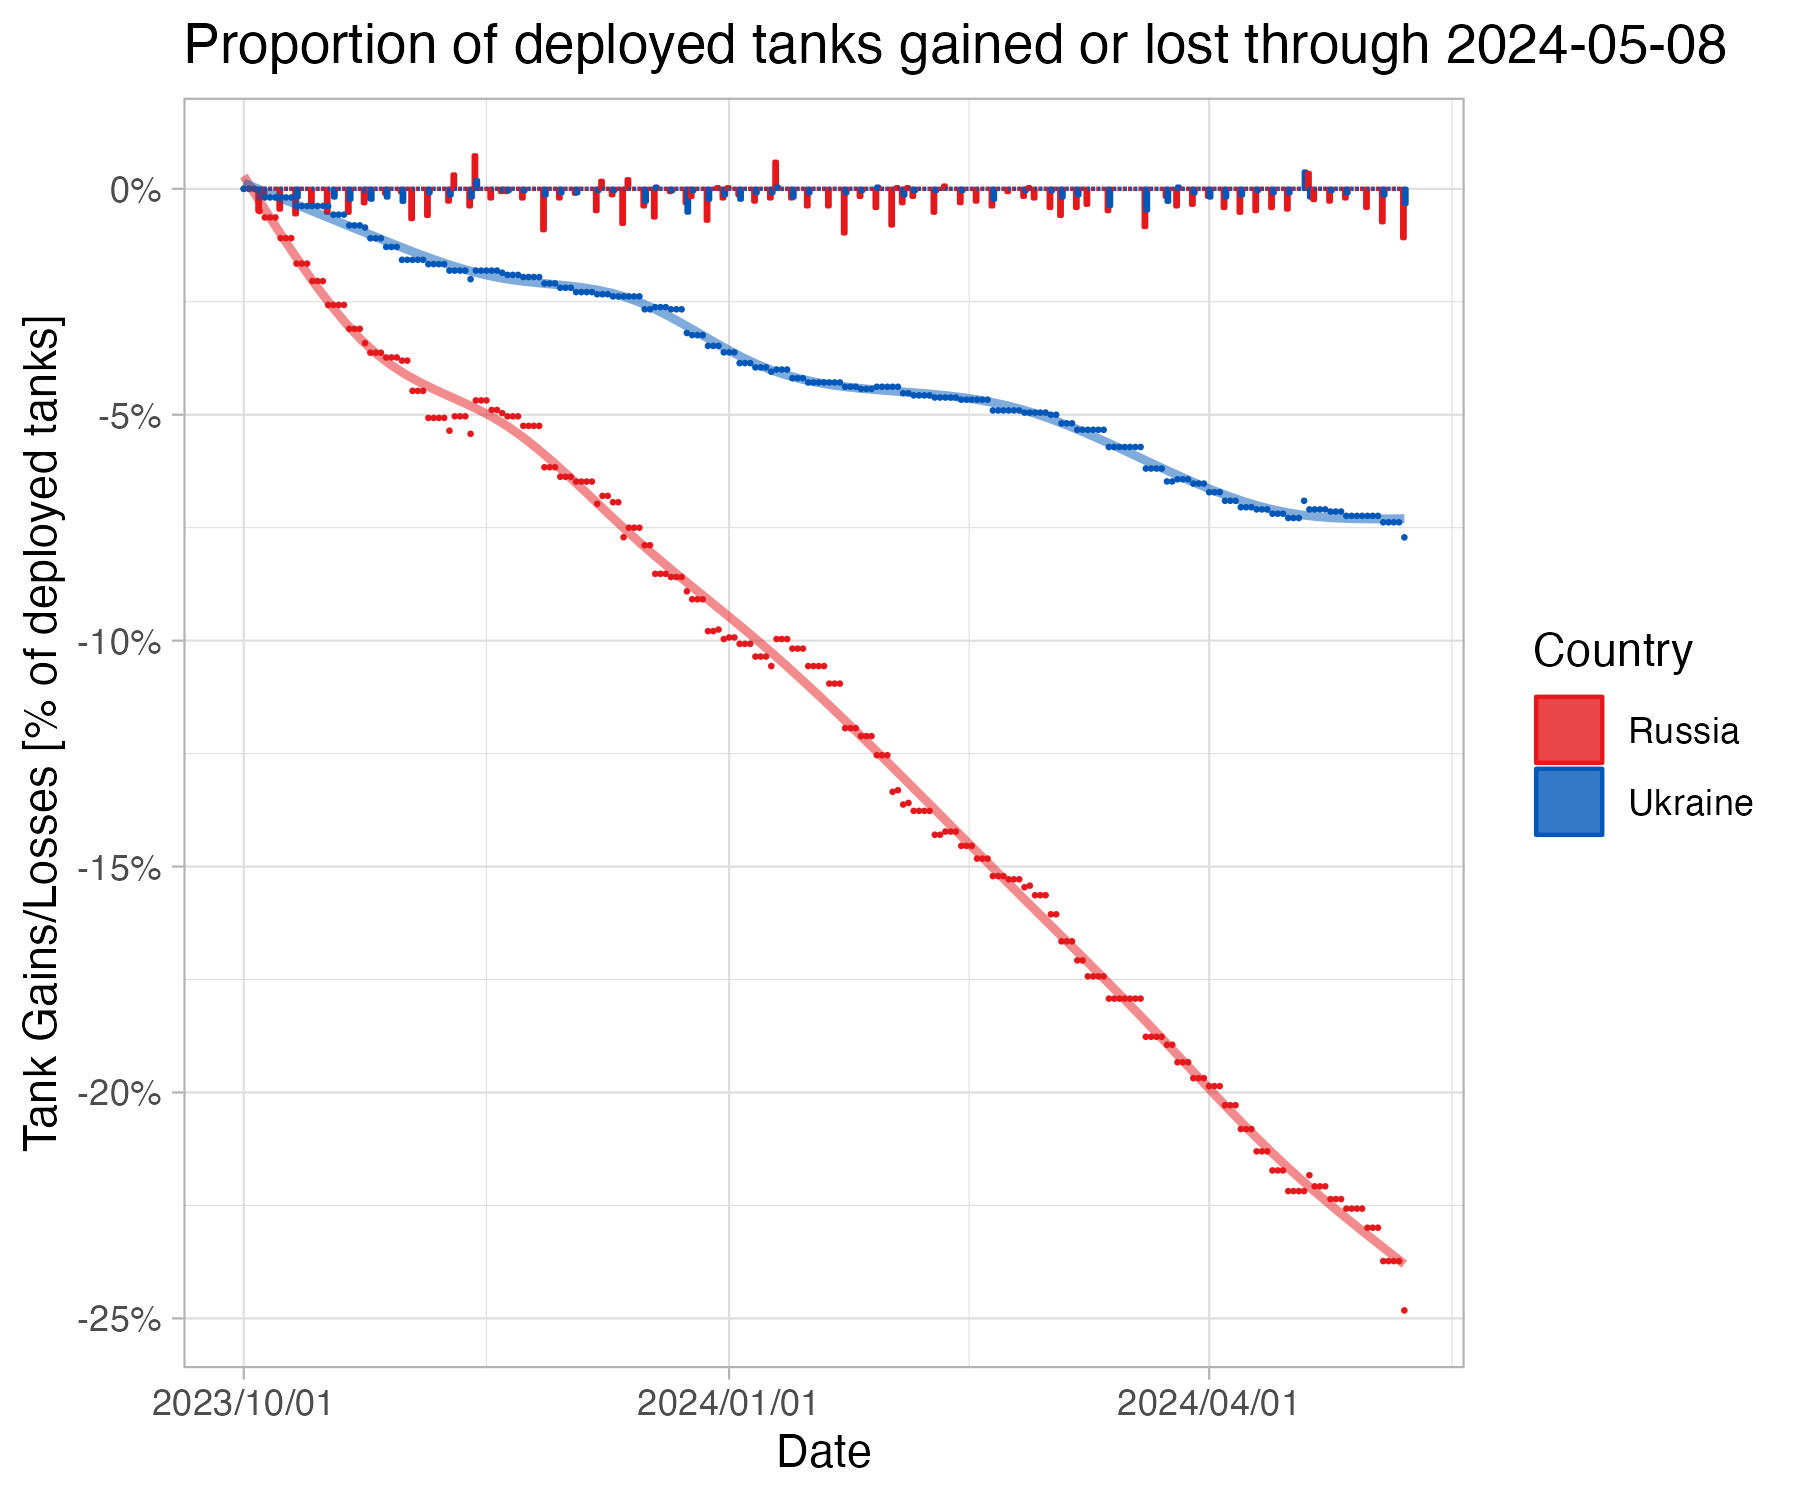 Proportion of deployed tanks gained or lost through 2024-05-08
Tank Gains/Losses [% of deployed tanks]
0%
-5%
-10%
-15%
-20%
-25%
2023/10/01
2024/01/01
2024/04/01
Date
Country
Russia
Ukraine